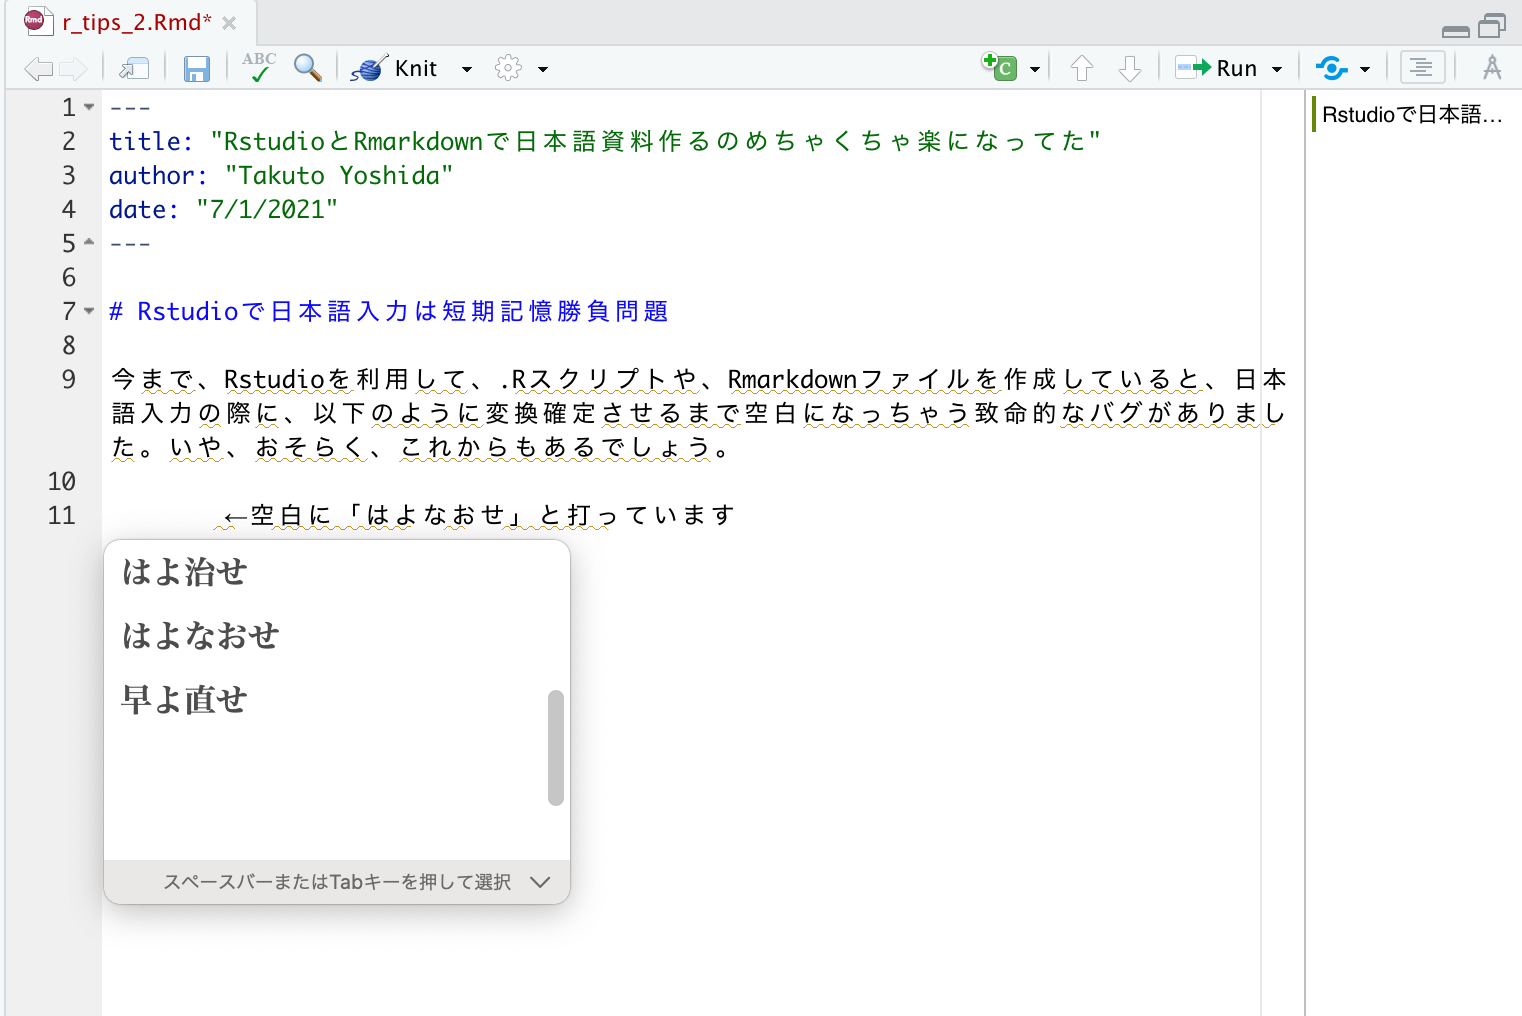 r_tips_2.Rmd*
ABC Knit Run
Rmd
C
1 ---
2 title: "RstudioとRmarkdownで日本語資料作るのめちゃくちゃ楽になってた"
3 author: "Takuto Yoshida"
4 date: "7/1/2021"
5 ---
6
7 # Rstudioで日本語入力は短期記憶勝負問題
8
9 今まで、Rstudioを利用して、.Rスクリプトや、Rmarkdownファイルを作成していると、日本
語入力の際に、以下のように変換確定させるまで空白になっちゃう致命的なバグがありまし
た。いや、おそらく、これからもあるでしょう。
10
11 ←空白に「はよなおせ」と打っています
はよ治せ
はよなおせ
早よ直せ
スペースバーまたはTabキーを押して選択
Rstudioで日本語…